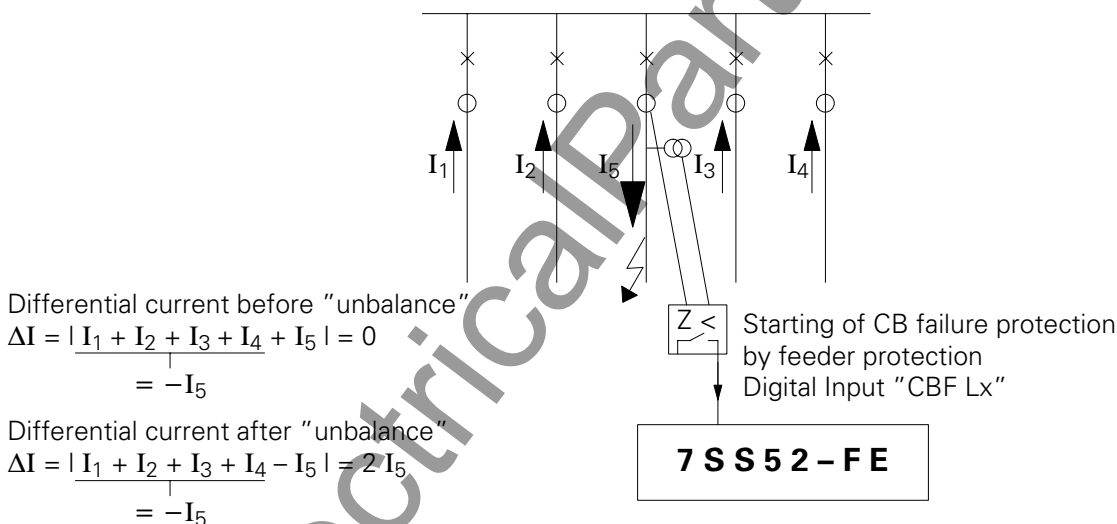 I₁ I₂ I₅ I₃ I₄
Differential current before "unbalance"
ΔI = | I₁ + I₂ + I₃ + I₄ + I₅ | = 0
= −I₅
Z <
Starting of CB failure protection
by feeder protection
Digital Input "CBF Lx"
Differential current after "unbalance"
ΔI = | I₁ + I₂ + I₃ + I₄ − I₅ | = 2 I₅
= −I₅
7SS52–FE
ectricalPart